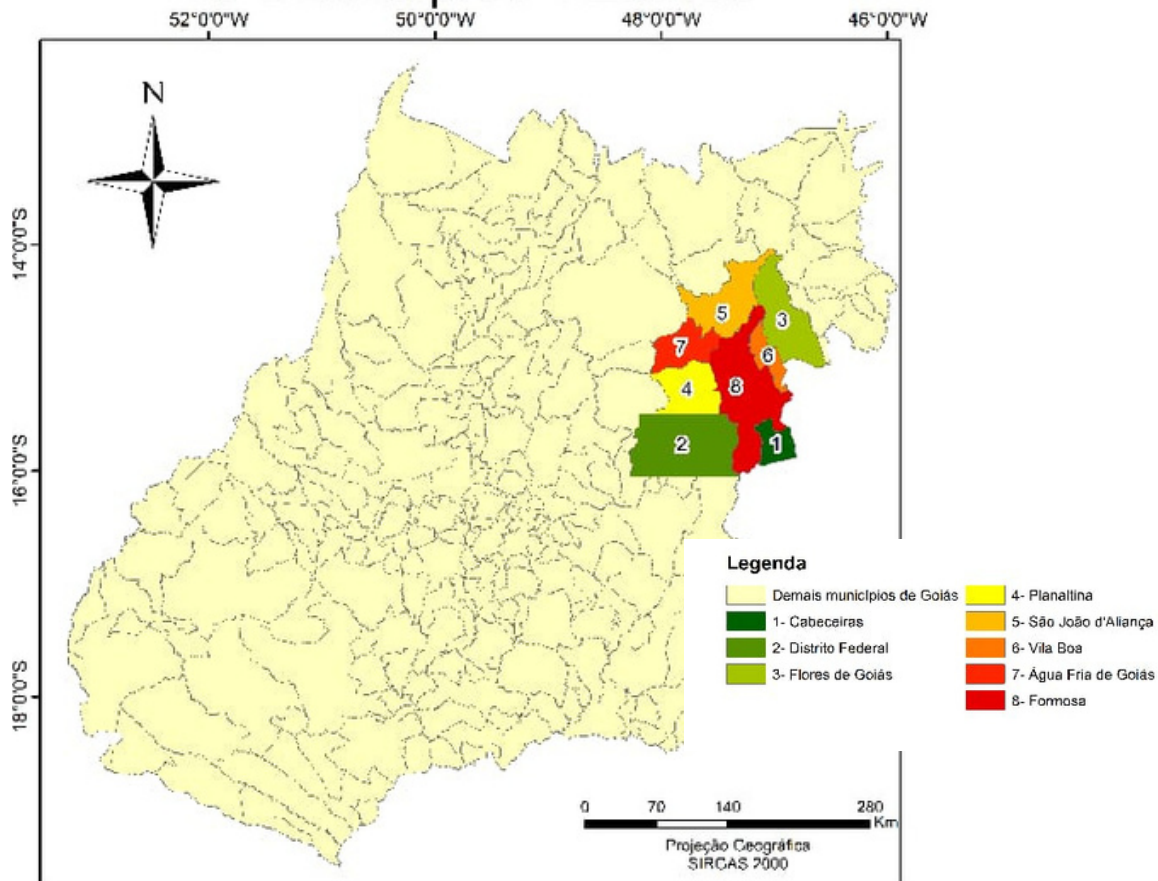 52°0'0"W 50°0'0"W 48°0'0"W 46°0'0"W
N
14°0'0"S
16°0'0"S
18°0'0"S
5
3
7
6
4
8
2
1
Legenda
Demais municípios de Goiás
1- Cabeceiras
2- Distrito Federal
3- Flores de Goiás
4- Planaltina
5- São João d'Aliança
6- Vila Boa
7- Água Fria de Goiás
8- Formosa
0 70 140 280
Km
Projeção Geográfica
SIRGAS 2000